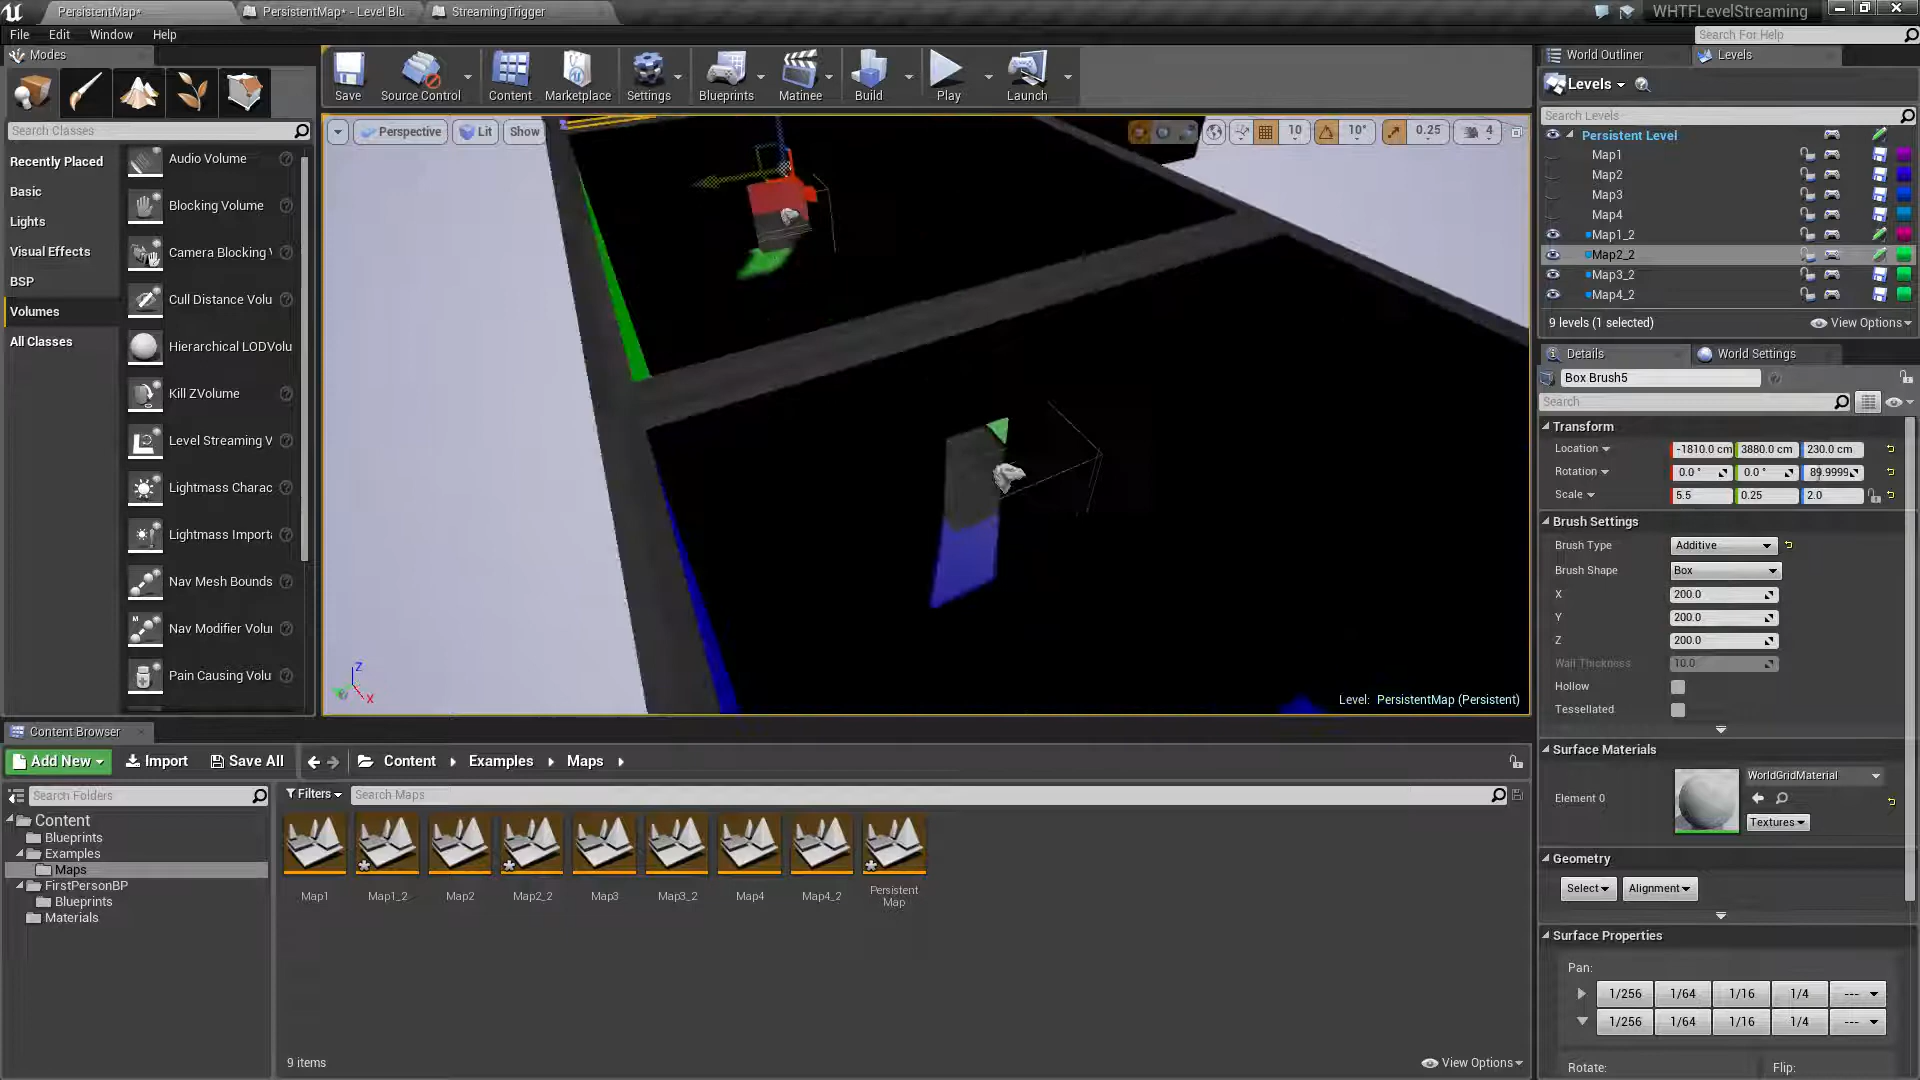 PersistentMap*
PersistentMap* - Level Blu
StreamingTrigger
WHTFLevelStreaming
File Edit Window Help
Search For Help
Modes
Search Classes
Recently Placed
Basic
Lights
Visual Effects
BSP
Volumes
All Classes
Audio Volume
Blocking Volume
Camera Blocking V
Cull Distance Volu
Hierarchical LODVolu
Kill ZVolume
Level Streaming V
Lightmass Charac
Lightmass Importa
Nav Mesh Bounds
Nav Modifier Volu
Pain Causing Volu
Save
Source Control
Content
Marketplace
Settings
Blueprints
Matinee
Build
Play
Launch
Perspective
Lit
Show
10
10°
0.25
4
Z
X
Level: PersistentMap (Persistent)
World Outliner
Levels
Levels
Search Levels
Persistent Level
Map1
Map2
Map3
Map4
Map1_2
Map2_2
Map3_2
Map4_2
9 levels (1 selected)
View Options
Details
World Settings
Box Brush5
Search
Transform
Location -1810.0 cm 3880.0 cm 230.0 cm
Rotation 0.0 ° 0.0 ° 89.9999
Scale 5.5 0.25 2.0
Brush Settings
Brush Type Additive
Brush Shape Box
X 200.0
Y 200.0
Z 200.0
Wall Thickness 10.0
Hollow
Tessellated
Surface Materials
Element 0
WorldGridMaterial
Textures
Geometry
Select
Alignment
Surface Properties
Pan:
1/256 1/64 1/16 1/4 ---
1/256 1/64 1/16 1/4 ---
Rotate: Flip:
Content Browser
Add New
Import
Save All
Content
Examples
Maps
Search Folders
Content
Blueprints
Examples
Maps
FirstPersonBP
Blueprints
Materials
Filters
Search Maps
Map1
Map1_2
Map2
Map2_2
Map3
Map3_2
Map4
Map4_2
Persistent
Map
9 items
View Options